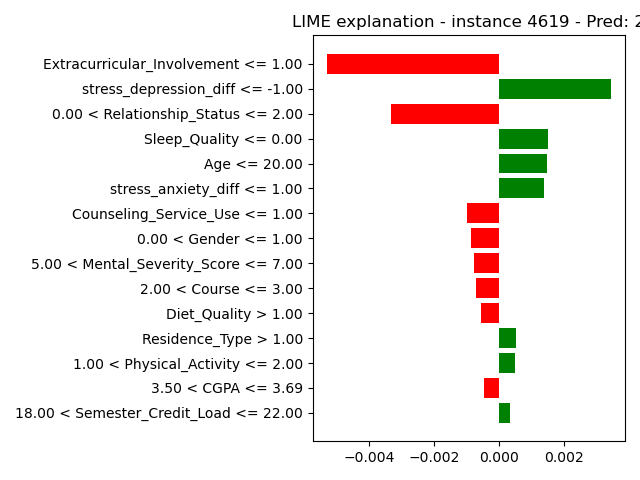 LIME explanation - instance 4619 - Pred: 2
Extracurricular_Involvement <= 1.00
stress_depression_diff <= -1.00
0.00 < Relationship_Status <= 2.00
Sleep_Quality <= 0.00
Age <= 20.00
stress_anxiety_diff <= 1.00
Counseling_Service_Use <= 1.00
0.00 < Gender <= 1.00
5.00 < Mental_Severity_Score <= 7.00
2.00 < Course <= 3.00
Diet_Quality > 1.00
Residence_Type > 1.00
1.00 < Physical_Activity <= 2.00
3.50 < CGPA <= 3.69
18.00 < Semester_Credit_Load <= 22.00
−0.004 −0.002 0.000 0.002